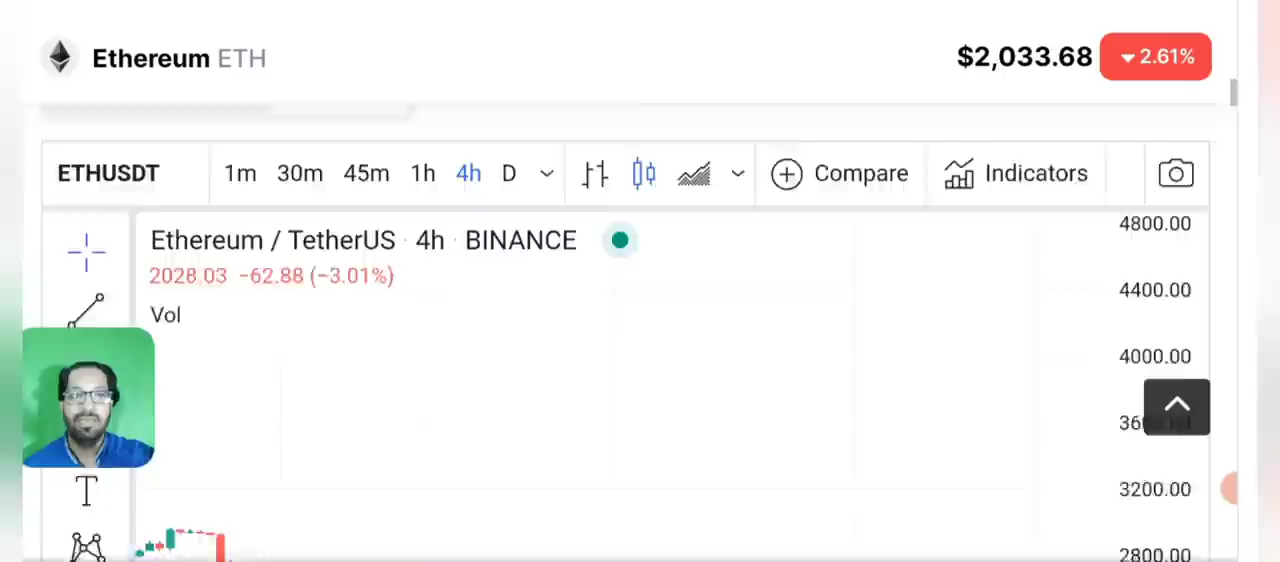 Ethereum ETH $2,033.68 2.61%
ETHUSDT 1m 30m 45m 1h 4h D Compare Indicators
Ethereum / TetherUS · 4h · BINANCE
2028.03 −62.88 (−3.01%)
Vol
4800.00
4400.00
4000.00
3200.00
2800.00